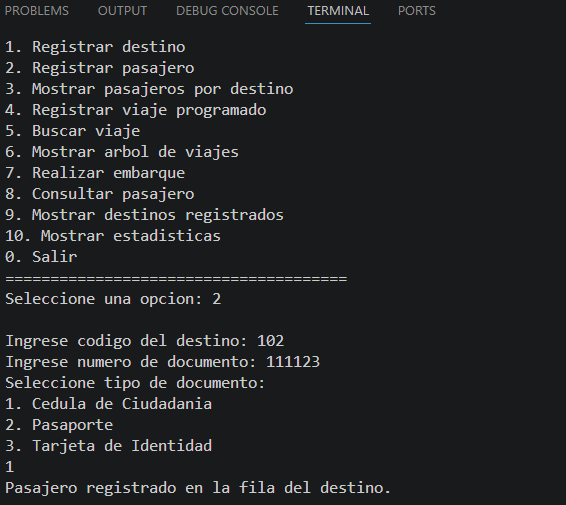 PROBLEMS OUTPUT DEBUG CONSOLE TERMINAL PORTS
1. Registrar destino
2. Registrar pasajero
3. Mostrar pasajeros por destino
4. Registrar viaje programado
5. Buscar viaje
6. Mostrar arbol de viajes
7. Realizar embarque
8. Consultar pasajero
9. Mostrar destinos registrados
10. Mostrar estadisticas
0. Salir
======================================
Seleccione una opcion: 2
Ingrese codigo del destino: 102
Ingrese numero de documento: 111123
Seleccione tipo de documento:
1. Cedula de Ciudadania
2. Pasaporte
3. Tarjeta de Identidad
1
Pasajero registrado en la fila del destino.